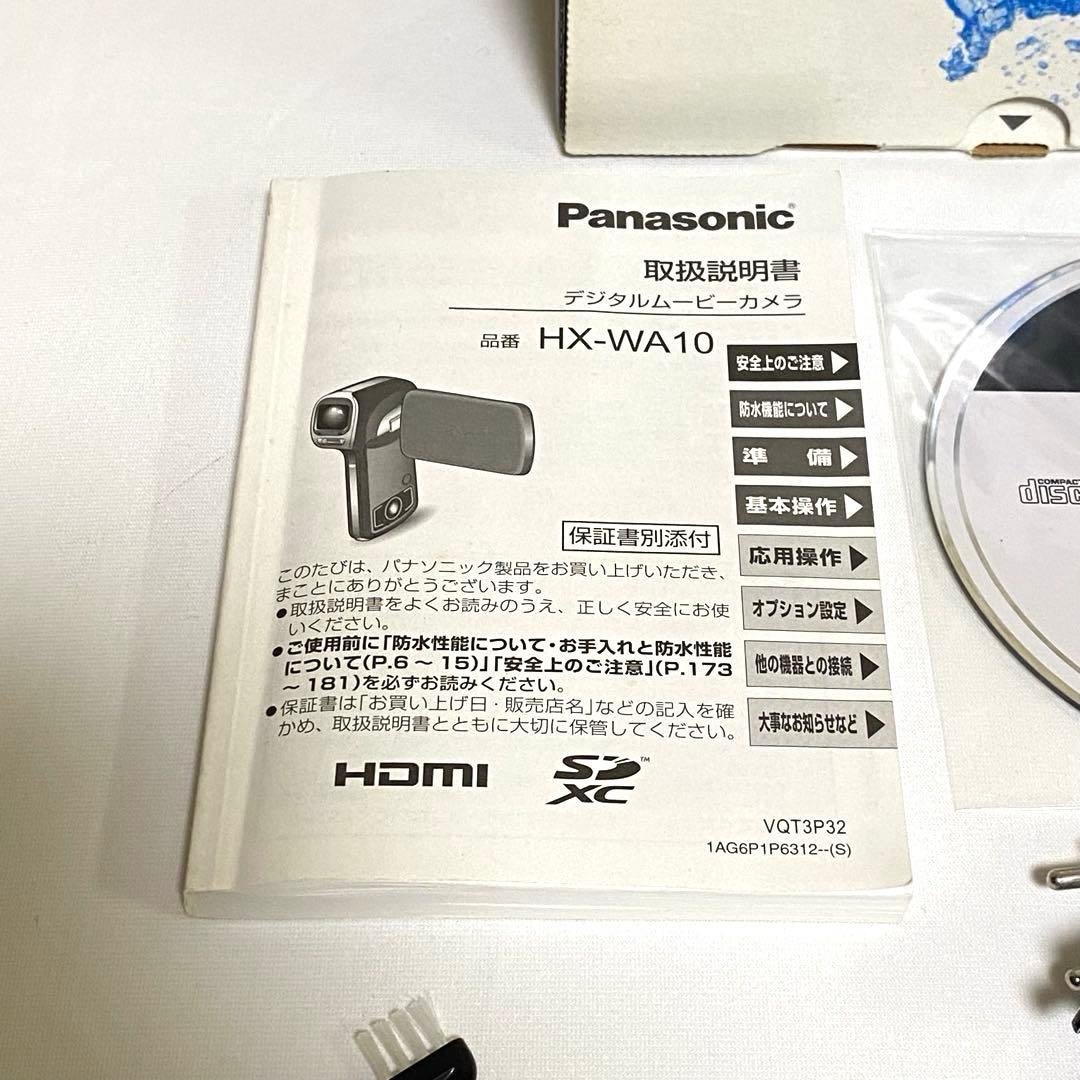 Panasonic®
取扱説明書
デジタルムービーカメラ
品番 HX-WA10
安全上のご注意
防水機能について
準 備
基本操作
応用操作
オプション設定
他の機器との接続
大事なお知らせなど
保証書別添付
このたびは、パナソニック製品をお買い上げいただき、
まことにありがとうございます。
●取扱説明書をよくお読みのうえ、正しく安全にお使
いください。
●ご使用前に「防水性能について・お手入れと防水性能
について(P.6 ～ 15)」「安全上のご注意」(P.173
～ 181)を必ずお読みください。
●保証書は「お買い上げ日・販売店名」などの記入を確
かめ、取扱説明書とともに大切に保管してください。
HDMI
SD XC™
VQT3P32
1AG6P1P6312--(S)
COMPACT
disc